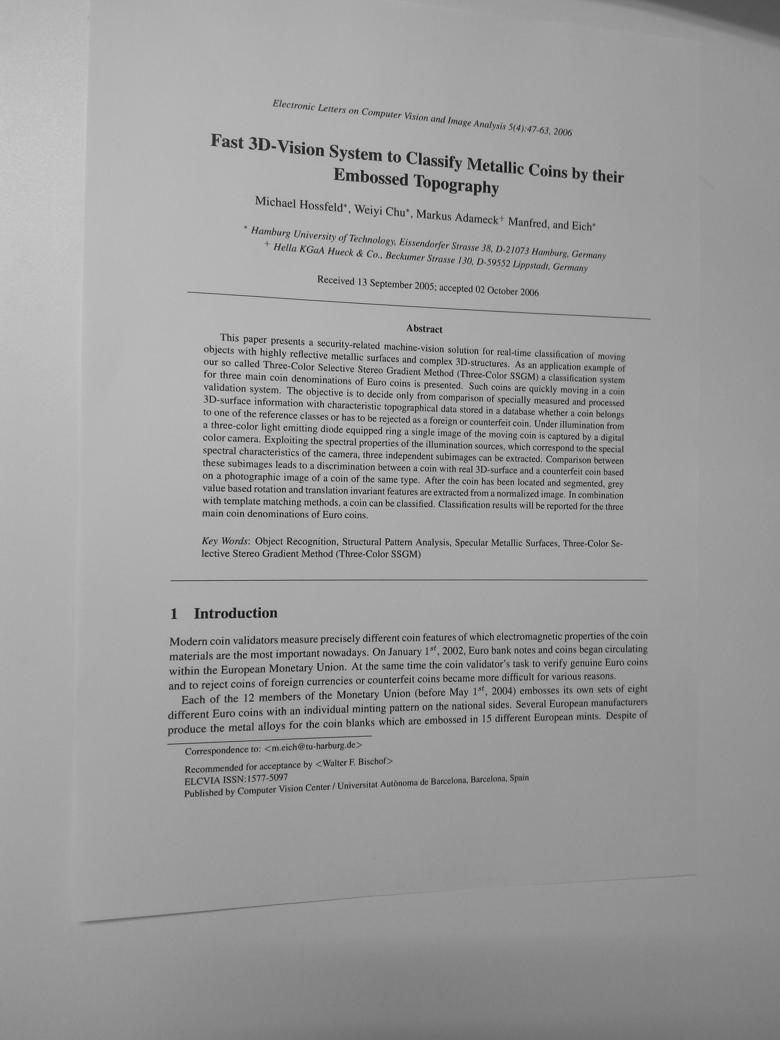 Electronic Letters on Computer Vision and Image Analysis 5(4):47-63, 2006
Fast 3D-Vision System to Classify Metallic Coins by their
Embossed Topography
Michael Hossfeld*, Weiyi Chu*, Markus Adameck+ Manfred, and Eich*
* Hamburg University of Technology, Eissendorfer Strasse 38, D-21073 Hamburg, Germany
+ Hella KGaA Hueck & Co., Beckumer Strasse 130, D-59552 Lippstadt, Germany
Received 13 September 2005; accepted 02 October 2006
Abstract
This paper presents a security-related machine-vision solution for real-time classification of moving
objects with highly reflective metallic surfaces and complex 3D-structures. As an application example of
our so called Three-Color Selective Stereo Gradient Method (Three-Color SSGM) a classification system
for three main coin denominations of Euro coins is presented. Such coins are quickly moving in a coin
validation system. The objective is to decide only from comparison of specially measured and processed
3D-surface information with characteristic topographical data stored in a database whether a coin belongs
to one of the reference classes or has to be rejected as a foreign or counterfeit coin. Under illumination from
a three-color light emitting diode equipped ring a single image of the moving coin is captured by a digital
color camera. Exploiting the spectral properties of the illumination sources, which correspond to the special
spectral characteristics of the camera, three independent subimages can be extracted. Comparison between
these subimages leads to a discrimination between a coin with real 3D-surface and a counterfeit coin based
on a photographic image of a coin of the same type. After the coin has been located and segmented, grey
value based rotation and translation invariant features are extracted from a normalized image. In combination
with template matching methods, a coin can be classified. Classification results will be reported for the three
main coin denominations of Euro coins.
Key Words: Object Recognition, Structural Pattern Analysis, Specular Metallic Surfaces, Three-Color Se-
lective Stereo Gradient Method (Three-Color SSGM)
1 Introduction
Modern coin validators measure precisely different coin features of which electromagnetic properties of the coin
materials are the most important nowadays. On January 1st, 2002, Euro bank notes and coins began circulating
within the European Monetary Union. At the same time the coin validator's task to verify genuine Euro coins
and to reject coins of foreign currencies or counterfeit coins became more difficult for various reasons.
Each of the 12 members of the Monetary Union (before May 1st, 2004) embosses its own sets of eight
different Euro coins with an individual minting pattern on the national sides. Several European manufacturers
produce the metal alloys for the coin blanks which are embossed in 15 different European mints. Despite of
Correspondence to: <m.eich@tu-harburg.de>
Recommended for acceptance by <Walter F. Bischof>
ELCVIA ISSN:1577-5097
Published by Computer Vision Center / Universitat Autònoma de Barcelona, Barcelona, Spain